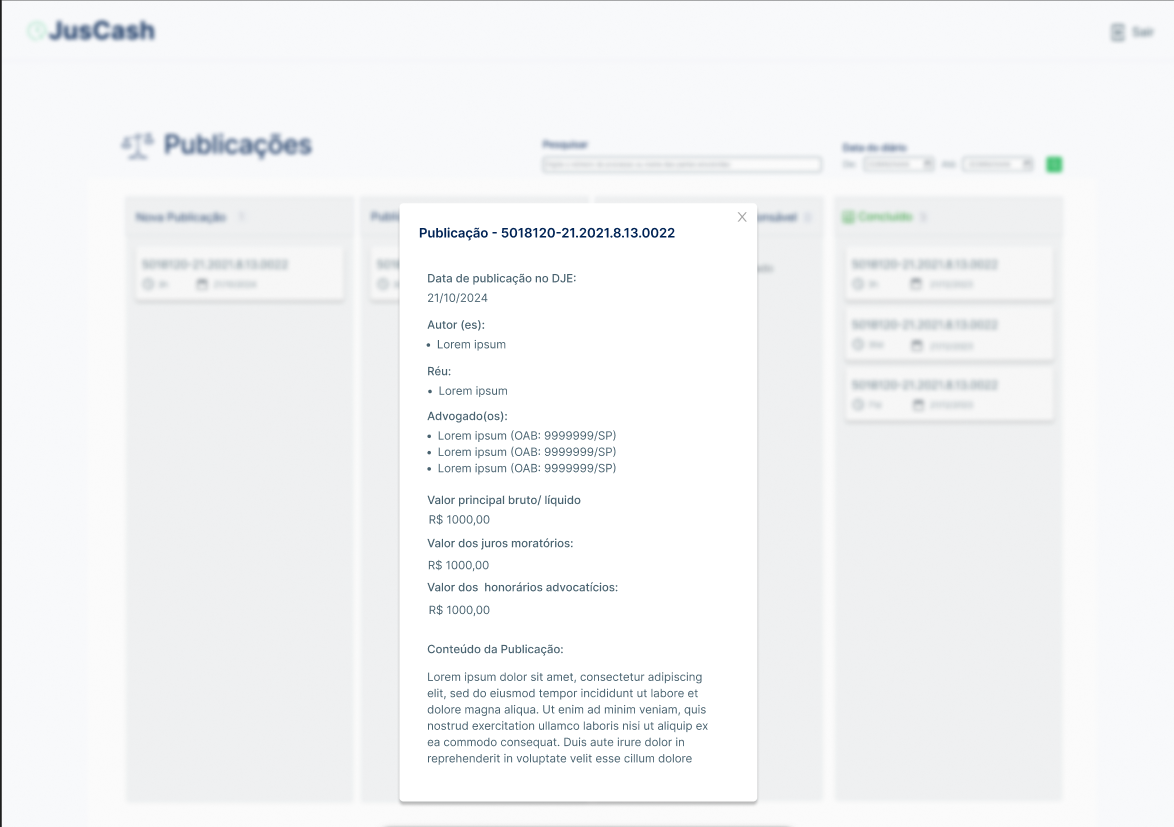 JusCash
Sair
Publicações
Pesquisar
Data do diário
De:
Até:
Nova Publicação
Concluído
5018120-21.2021.8.13.0022
5018120-21.2021.8.13.0022
5018120-21.2021.8.13.0022
5018120-21.2021.8.13.0022
X
Publicação - 5018120-21.2021.8.13.0022
Data de publicação no DJE:
21/10/2024
Autor (es):
• Lorem ipsum
Réu:
• Lorem ipsum
Advogado(os):
• Lorem ipsum (OAB: 9999999/SP)
• Lorem ipsum (OAB: 9999999/SP)
• Lorem ipsum (OAB: 9999999/SP)
Valor principal bruto/ líquido
R$ 1000,00
Valor dos juros moratórios:
R$ 1000,00
Valor dos  honorários advocatícios:
R$ 1000,00
Conteúdo da Publicação:
Lorem ipsum dolor sit amet, consectetur adipiscing
elit, sed do eiusmod tempor incididunt ut labore et
dolore magna aliqua. Ut enim ad minim veniam, quis
nostrud exercitation ullamco laboris nisi ut aliquip ex
ea commodo consequat. Duis aute irure dolor in
reprehenderit in voluptate velit esse cillum dolore